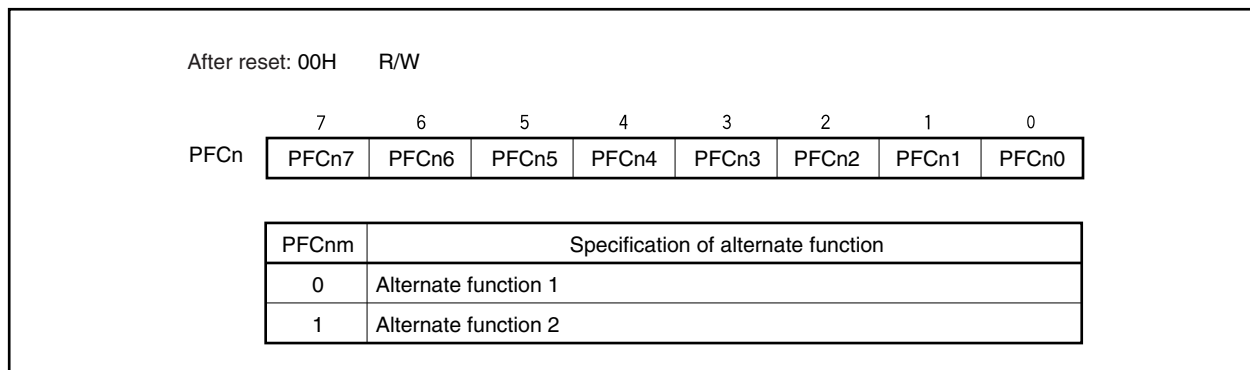 After reset: 00H R/W
7 6 5 4 3 2 1 0
PFCn PFCn7 PFCn6 PFCn5 PFCn4 PFCn3 PFCn2 PFCn1 PFCn0
PFCnm Specification of alternate function
0 Alternate function 1
1 Alternate function 2